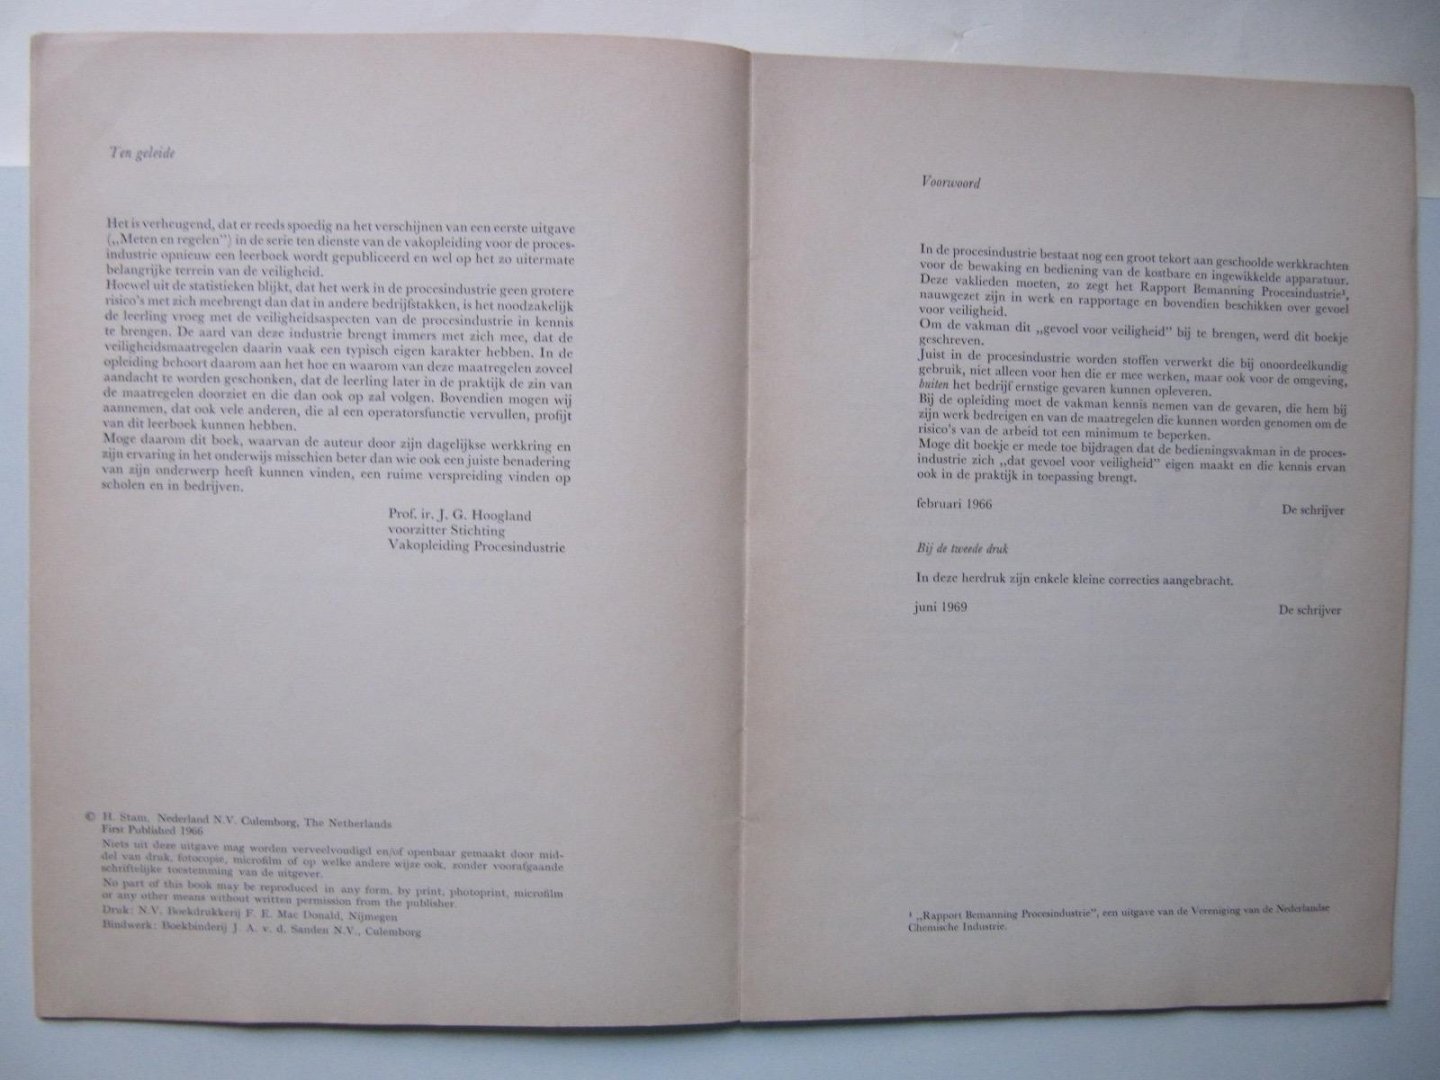 Ten geleide
Het is verheugend, dat er reeds spoedig na het verschijnen van een eerste uitgave
(„Meten en regelen”) in de serie ten dienste van de vakopleiding voor de proces-
industrie opnieuw een leerboek wordt gepubliceerd en wel op het zo uitermate
belangrijke terrein van de veiligheid.
Hoewel uit de statistieken blijkt, dat het werk in de procesindustrie geen grotere
risico's met zich meebrengt dan dat in andere bedrijfstakken, is het noodzakelijk
de leerling vroeg met de veiligheidsaspecten van de procesindustrie in kennis
te brengen. De aard van deze industrie brengt immers met zich mee, dat de
veiligheidsmaatregelen daarin vaak een typisch eigen karakter hebben. In de
opleiding behoort daarom aan het hoe en waarom van deze maatregelen zoveel
aandacht te worden geschonken, dat de leerling later in de praktijk de zin van
de maatregelen doorziet en die dan ook op zal volgen. Bovendien mogen wij
aannemen, dat ook vele anderen, die al een operatorsfunctie vervullen, profijt
van dit leerboek kunnen hebben.
Moge daarom dit boek, waarvan de auteur door zijn dagelijkse werkkring en
zijn ervaring in het onderwijs misschien beter dan wie ook een juiste benadering
van zijn onderwerp heeft kunnen vinden, een ruime verspreiding vinden op
scholen en in bedrijven.
Prof. ir. J. G. Hoogland
voorzitter Stichting
Vakopleiding Procesindustrie
© H. Stam, Nederland N.V. Culemborg, The Netherlands
First Published 1966
Niets uit deze uitgave mag worden verveelvoudigd en/of openbaar gemaakt door mid-
del van druk, fotocopie, microfilm of op welke andere wijze ook, zonder voorafgaande
schriftelijke toestemming van de uitgever.
No part of this book may be reproduced in any form, by print, photoprint, microfilm
or any other means without written permission from the publisher.
Druk: N.V. Boekdrukkerij F. E. Mac Donald, Nijmegen
Bindwerk: Boekbinderij J. A. v. d. Sanden N.V., Culemborg
Voorwoord
In de procesindustrie bestaat nog een groot tekort aan geschoolde werkkrachten
voor de bewaking en bediening van de kostbare en ingewikkelde apparatuur.
Deze vaklieden moeten, zo zegt het Rapport Bemanning Procesindustrie¹,
nauwgezet zijn in werk en rapportage en bovendien beschikken over gevoel
voor veiligheid.
Om de vakman dit „gevoel voor veiligheid” bij te brengen, werd dit boekje
geschreven.
Juist in de procesindustrie worden stoffen verwerkt die bij onoordeelkundig
gebruik, niet alleen voor hen die er mee werken, maar ook voor de omgeving,
buiten het bedrijf ernstige gevaren kunnen opleveren.
Bij de opleiding moet de vakman kennis nemen van de gevaren, die hem bij
zijn werk bedreigen en van de maatregelen die kunnen worden genomen om de
risico's van de arbeid tot een minimum te beperken.
Moge dit boekje er mede toe bijdragen dat de bedieningsvakman in de proces-
industrie zich „dat gevoel voor veiligheid” eigen maakt en die kennis ervan
ook in de praktijk in toepassing brengt.
februari 1966 De schrijver
Bij de tweede druk
In deze herdruk zijn enkele kleine correcties aangebracht.
juni 1969 De schrijver
¹ „Rapport Bemanning Procesindustrie”, een uitgave van de Vereniging van de Nederlandse
Chemische Industrie.